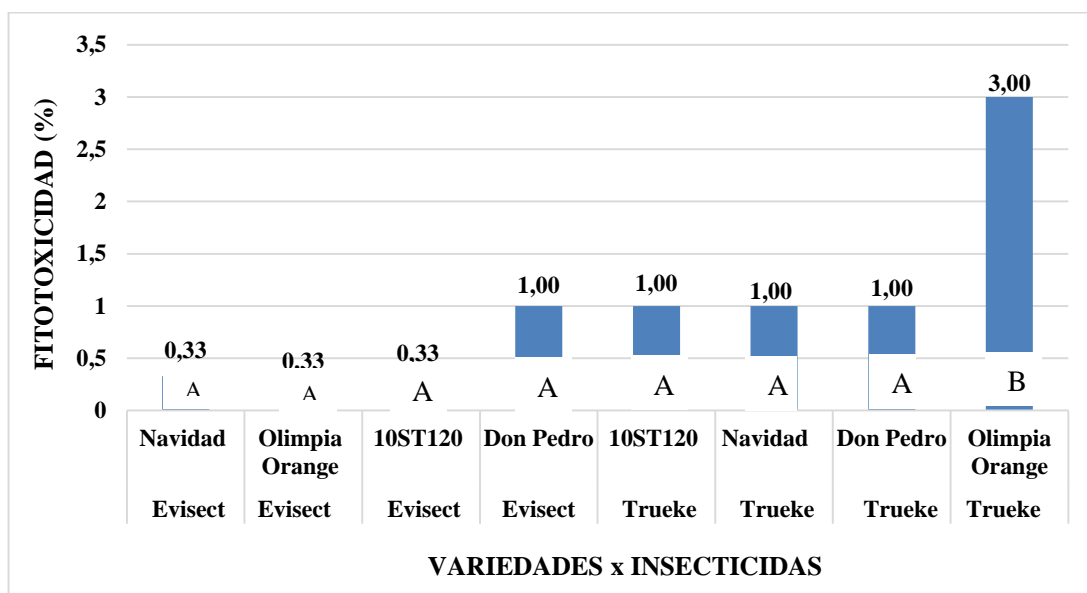 FITOTOXICIDAD (%)
3,5
3
2,5
2
1,5
1
0,5
0
0,33
0,33
0,33
1,00
1,00
1,00
1,00
3,00
A
A
A
A
A
A
A
B
Navidad
Olimpia
Orange
10ST120
Don Pedro
10ST120
Navidad
Don Pedro
Olimpia
Orange
Evisect
Evisect
Evisect
Evisect
Trueke
Trueke
Trueke
Trueke
VARIEDADES x INSECTICIDAS